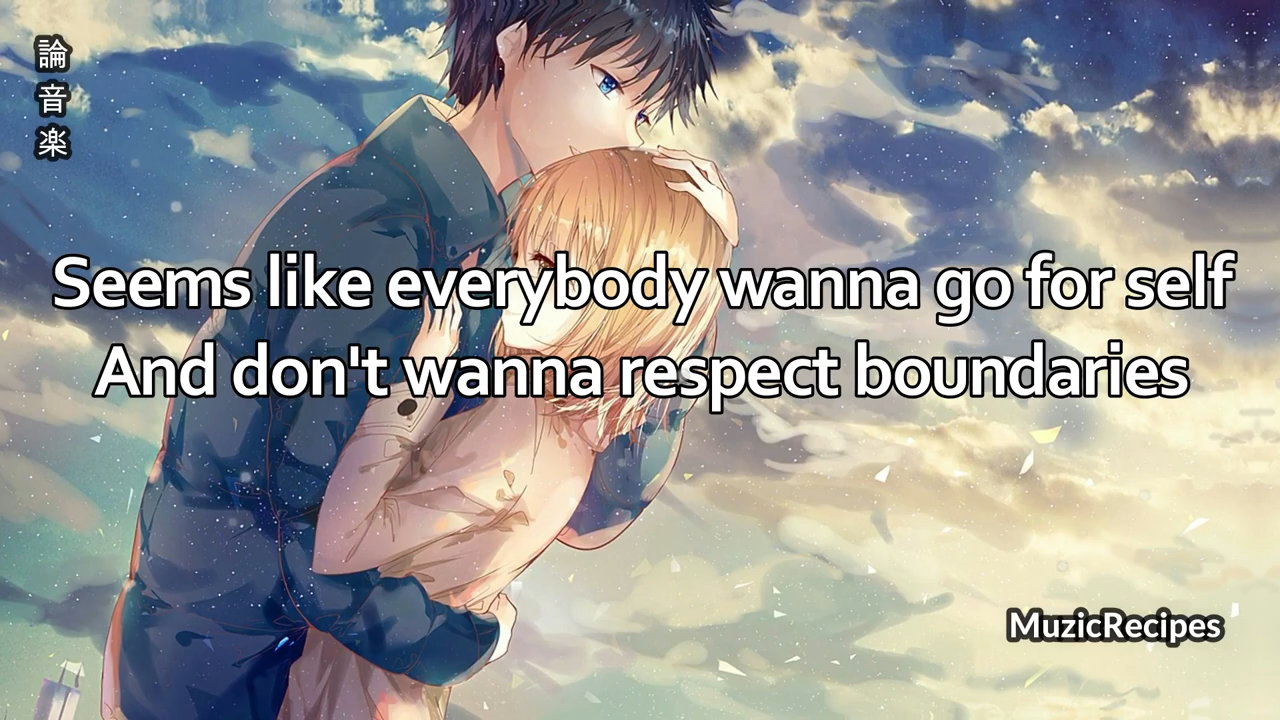 論音楽
Seems like everybody wanna go for self
And don't wanna respect boundaries
MuzicRecipes